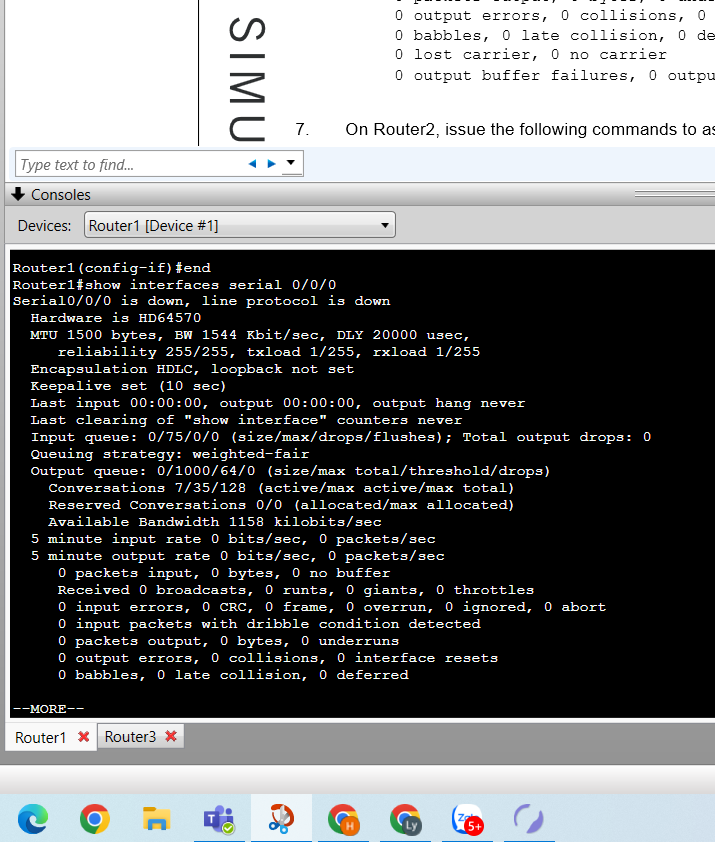 0 output errors, 0 collisions, 0
0 babbles, 0 late collision, 0 de
0 lost carrier, 0 no carrier
0 output buffer failures, 0 outpu
SIMU
7. On Router2, issue the following commands to as
Type text to find...
Consoles
Devices: Router1 [Device #1]
Router1(config-if)#end
Router1#show interfaces serial 0/0/0
Serial0/0/0 is down, line protocol is down
Hardware is HD64570
MTU 1500 bytes, BW 1544 Kbit/sec, DLY 20000 usec,
reliability 255/255, txload 1/255, rxload 1/255
Encapsulation HDLC, loopback not set
Keepalive set (10 sec)
Last input 00:00:00, output 00:00:00, output hang never
Last clearing of "show interface" counters never
Input queue: 0/75/0/0 (size/max/drops/flushes); Total output drops: 0
Queuing strategy: weighted-fair
Output queue: 0/1000/64/0 (size/max total/threshold/drops)
Conversations 7/35/128 (active/max active/max total)
Reserved Conversations 0/0 (allocated/max allocated)
Available Bandwidth 1158 kilobits/sec
5 minute input rate 0 bits/sec, 0 packets/sec
5 minute output rate 0 bits/sec, 0 packets/sec
0 packets input, 0 bytes, 0 no buffer
Received 0 broadcasts, 0 runts, 0 giants, 0 throttles
0 input errors, 0 CRC, 0 frame, 0 overrun, 0 ignored, 0 abort
0 input packets with dribble condition detected
0 packets output, 0 bytes, 0 underruns
0 output errors, 0 collisions, 0 interface resets
0 babbles, 0 late collision, 0 deferred
--MORE--
Router1 Router3
T H Ly 5+